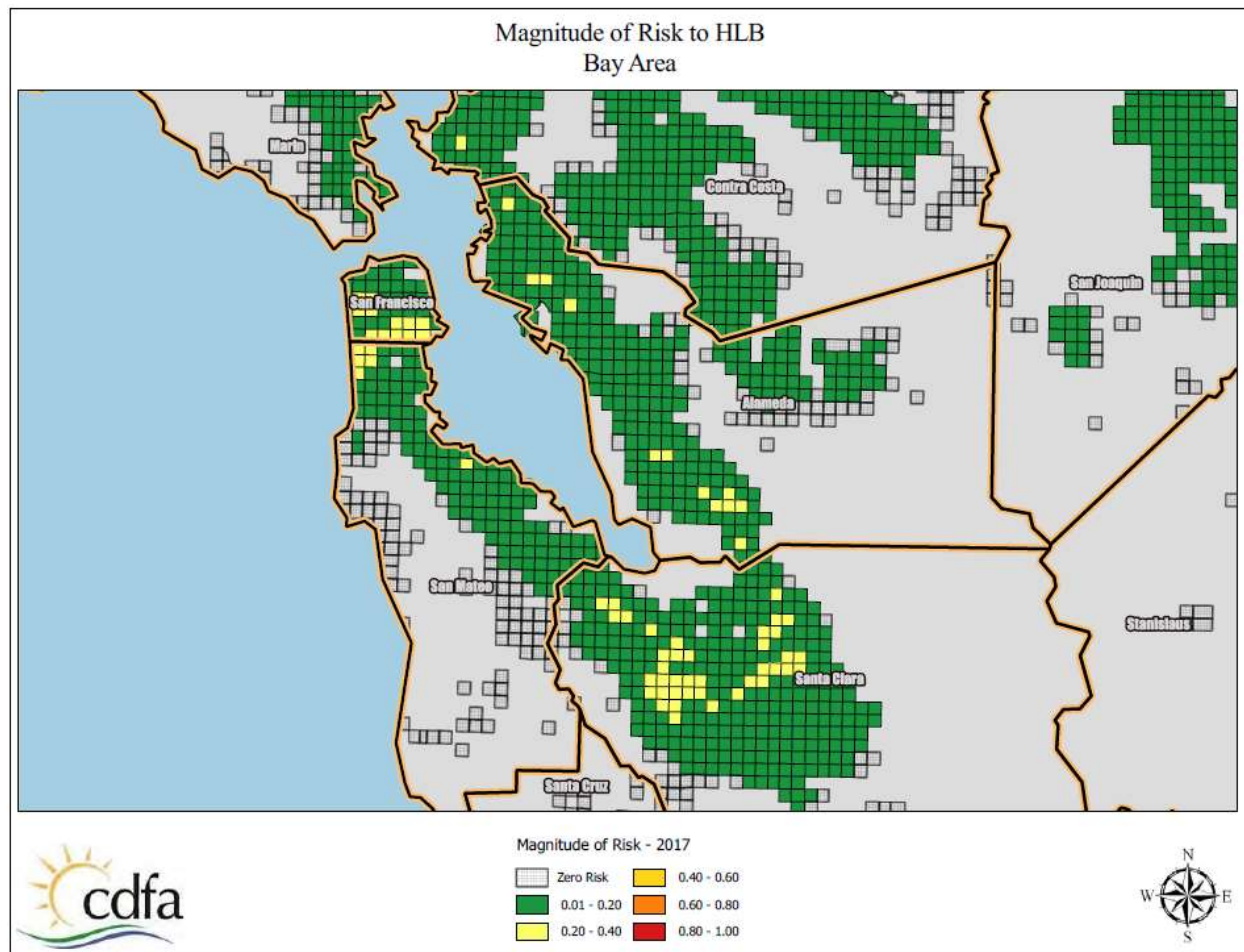 Magnitude of Risk to HLB
Bay Area
Marin
Contra Costa
San Francisco
San Joaquin
Alameda
San Mateo
Stanislaus
Santa Clara
Santa Cruz
cdfa
Magnitude of Risk - 2017
Zero Risk
0.01 - 0.20
0.20 - 0.40
0.40 - 0.60
0.60 - 0.80
0.80 - 1.00
N
W E
S